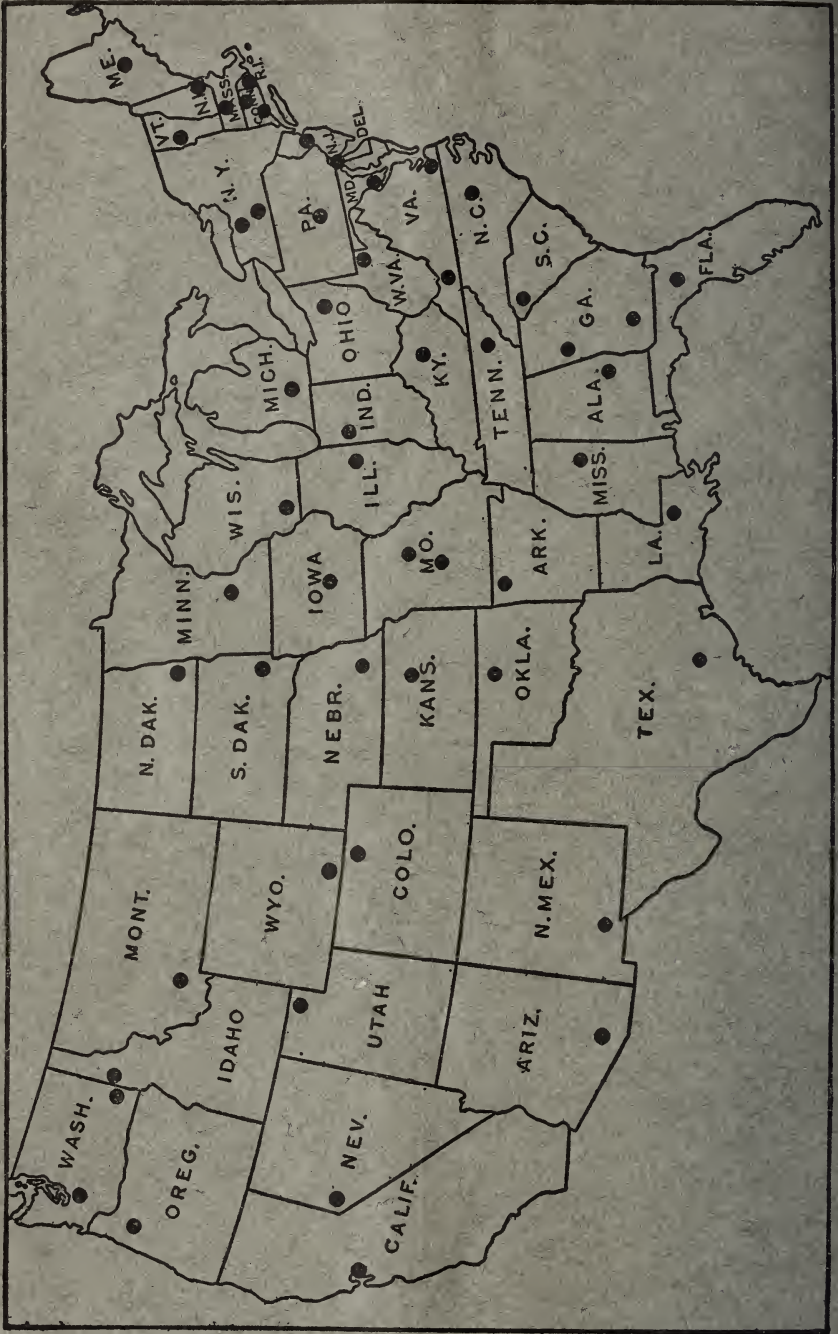 WASH.
OREG.
CALIF.
NEV.
IDAHO
MONT.
WYO.
UTAH
ARIZ.
COLO.
N.MEX.
N. DAK.
S. DAK.
NEBR.
KANS.
OKLA.
TEX.
MINN.
IOWA
MO.
ARK.
LA.
WIS.
ILL.
MICH.
IND.
OHIO
KY.
TENN.
MISS.
ALA.
GA.
FLA.
S.C.
N.C.
VA.
W.VA.
MD.
DEL.
PA.
N.J.
N.Y.
VT.
N.H.
ME.
MASS.
CONN.
R.I.